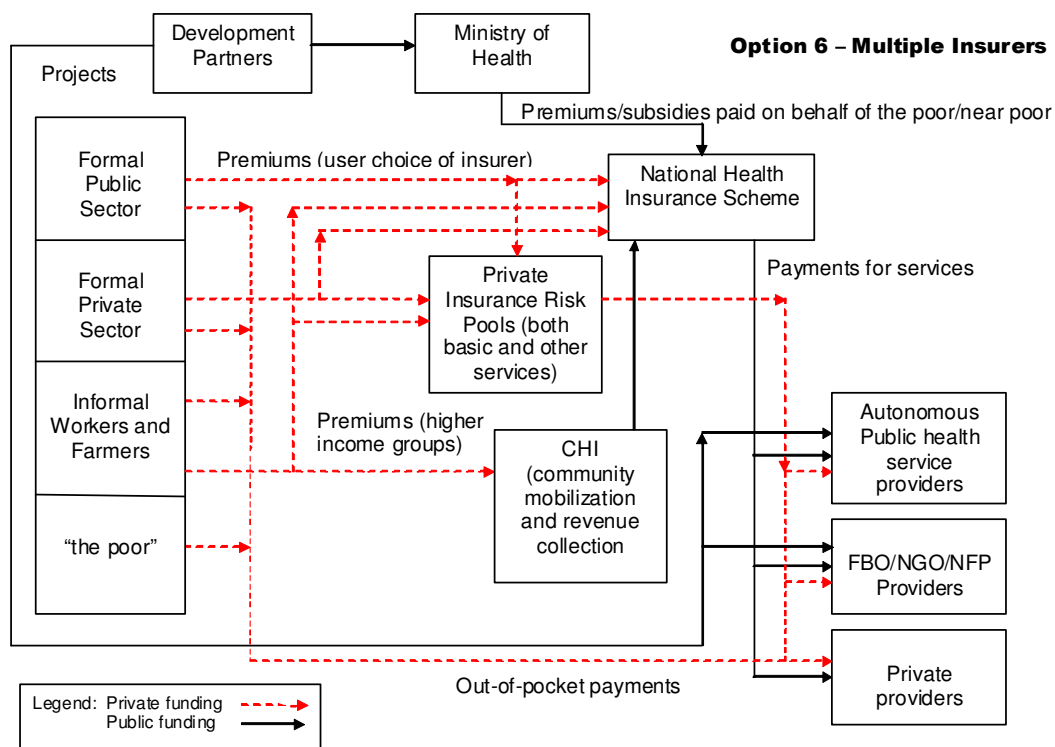 Development
Partners
Ministry of
Health
Option 6 – Multiple Insurers
Projects
Premiums/subsidies paid on behalf of the poor/near poor
Formal
Public
Sector
Premiums (user choice of insurer)
National Health
Insurance Scheme
Formal
Private
Sector
Private
Insurance Risk
Pools (both
basic and other
services)
Payments for services
Informal
Workers and
Farmers
Premiums (higher
income groups)
CHI
(community
mobilization
and revenue
collection
Autonomous
Public health
service
providers
“the poor”
FBO/NGO/NFP
Providers
Out-of-pocket payments
Private
providers
Legend: Private funding
Public funding